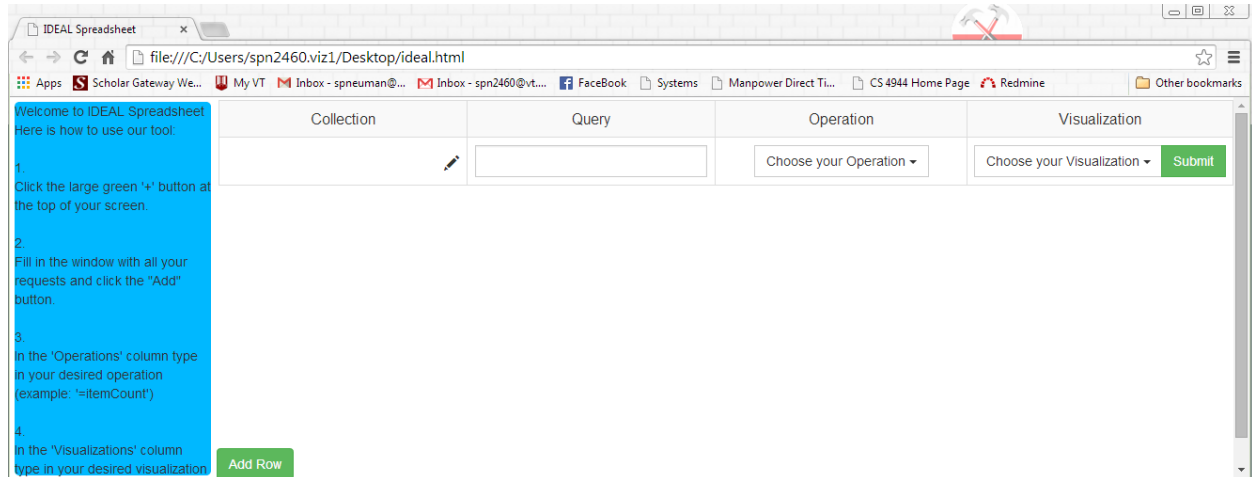 IDEAL Spreadsheet
file:///C:/Users/spn2460.viz1/Desktop/ideal.html
Apps Scholar Gateway We... My VT Inbox - spneuman@... Inbox - spn2460@vt.... FaceBook Systems Manpower Direct Ti... CS 4944 Home Page Redmine Other bookmarks
Welcome to IDEAL Spreadsheet
Here is how to use our tool:
1.
Click the large green '+' button at
the top of your screen.
2.
Fill in the window with all your
requests and click the "Add"
button.
3.
In the 'Operations' column type
in your desired operation
(example: '=itemCount')
4.
In the 'Visualizations' column
type in your desired visualization
Collection Query Operation Visualization
Choose your Operation Choose your Visualization Submit
Add Row